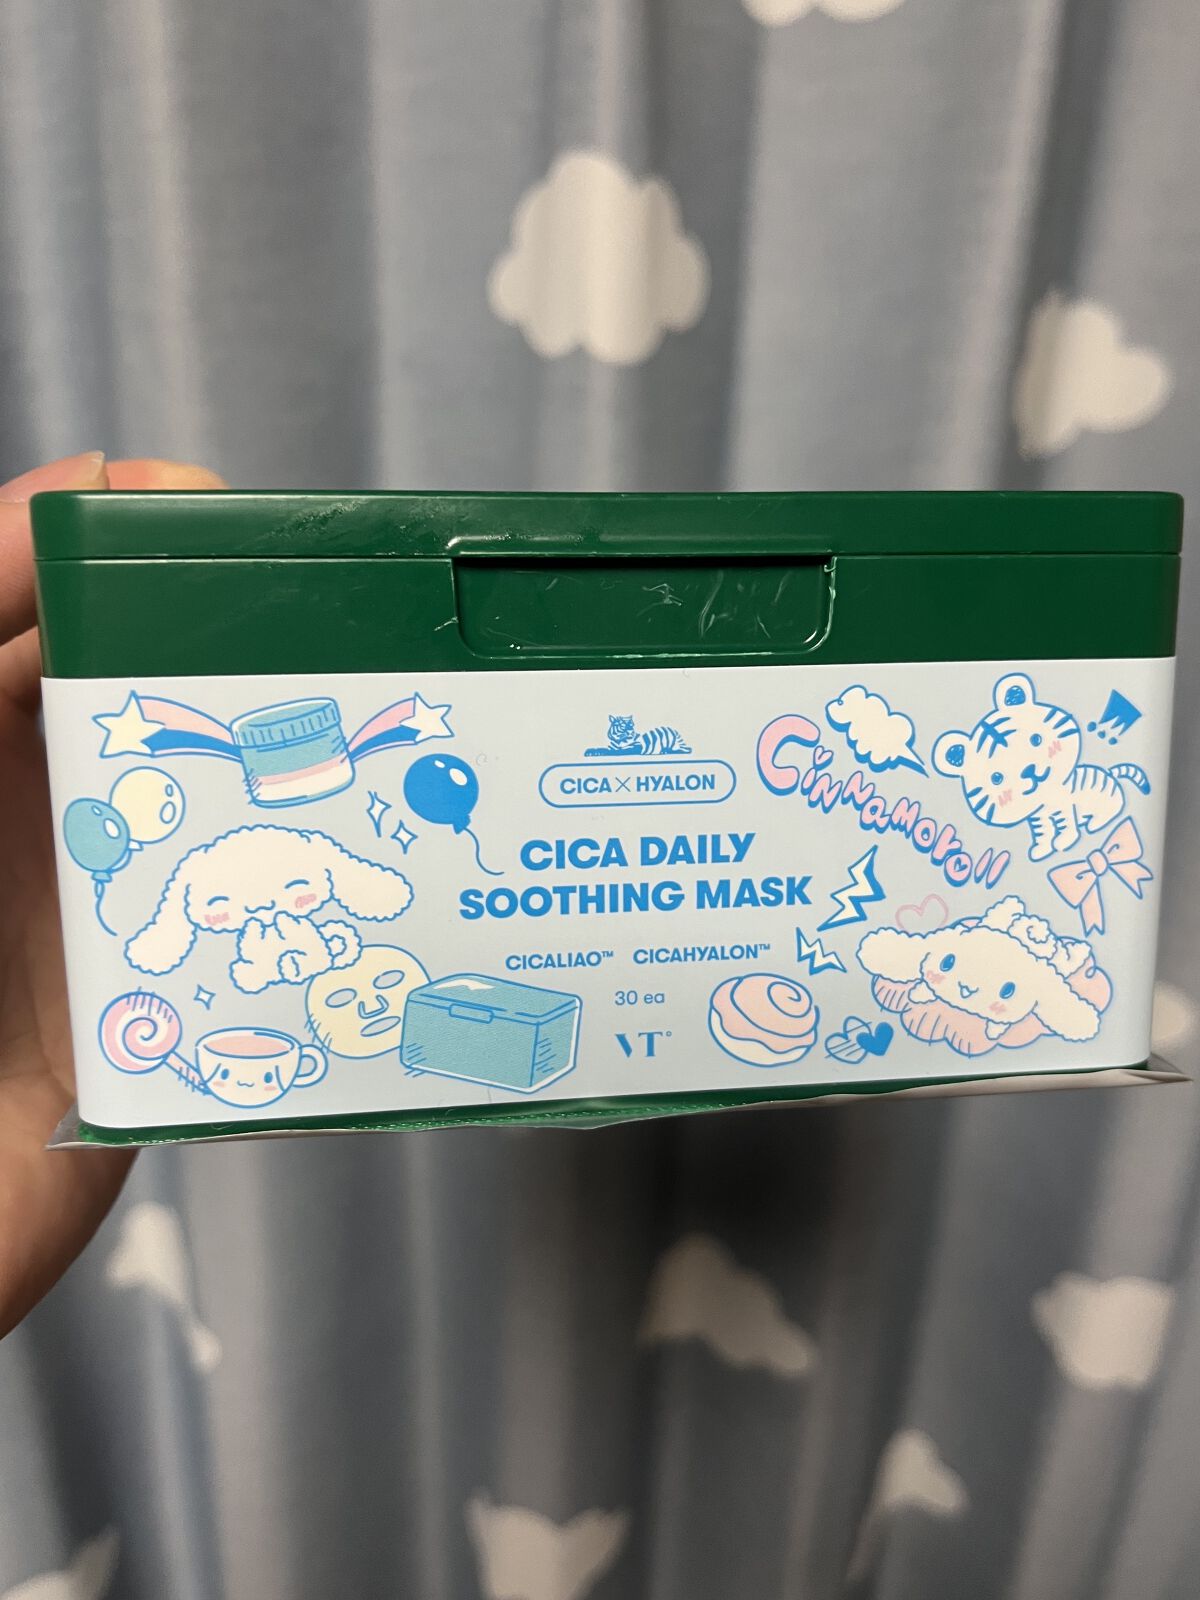 CICA×HYALON
Cinnamoroll
CICA DAILY
SOOTHING MASK
CICALIAO™ CICAHYALON™
30 ea
VT